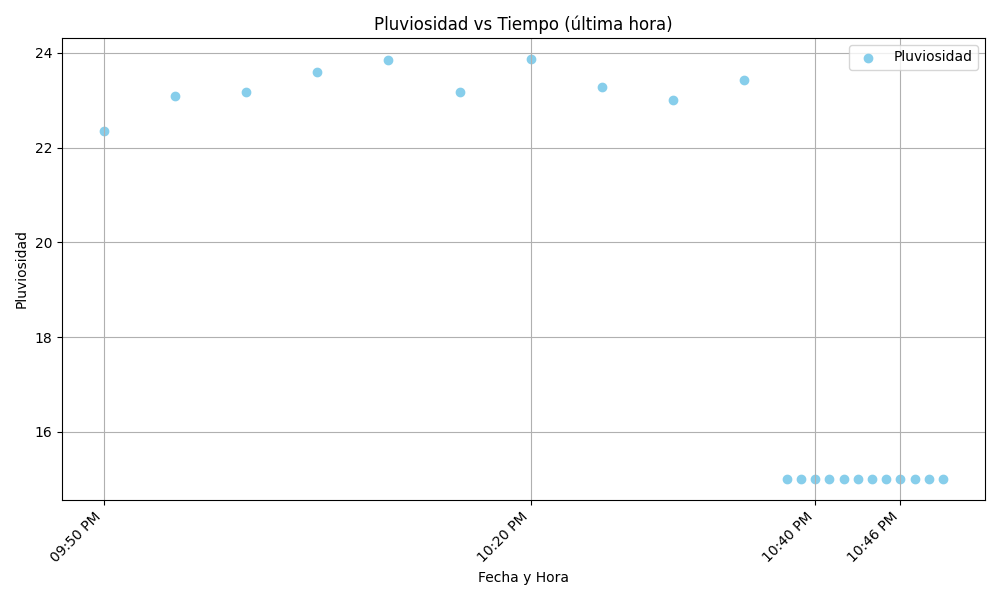 Pluviosidad vs Tiempo (última hora)
Pluviosidad
24
22
20
18
16
Pluviosidad
09:50 PM
10:20 PM
10:40 PM
10:46 PM
Fecha y Hora